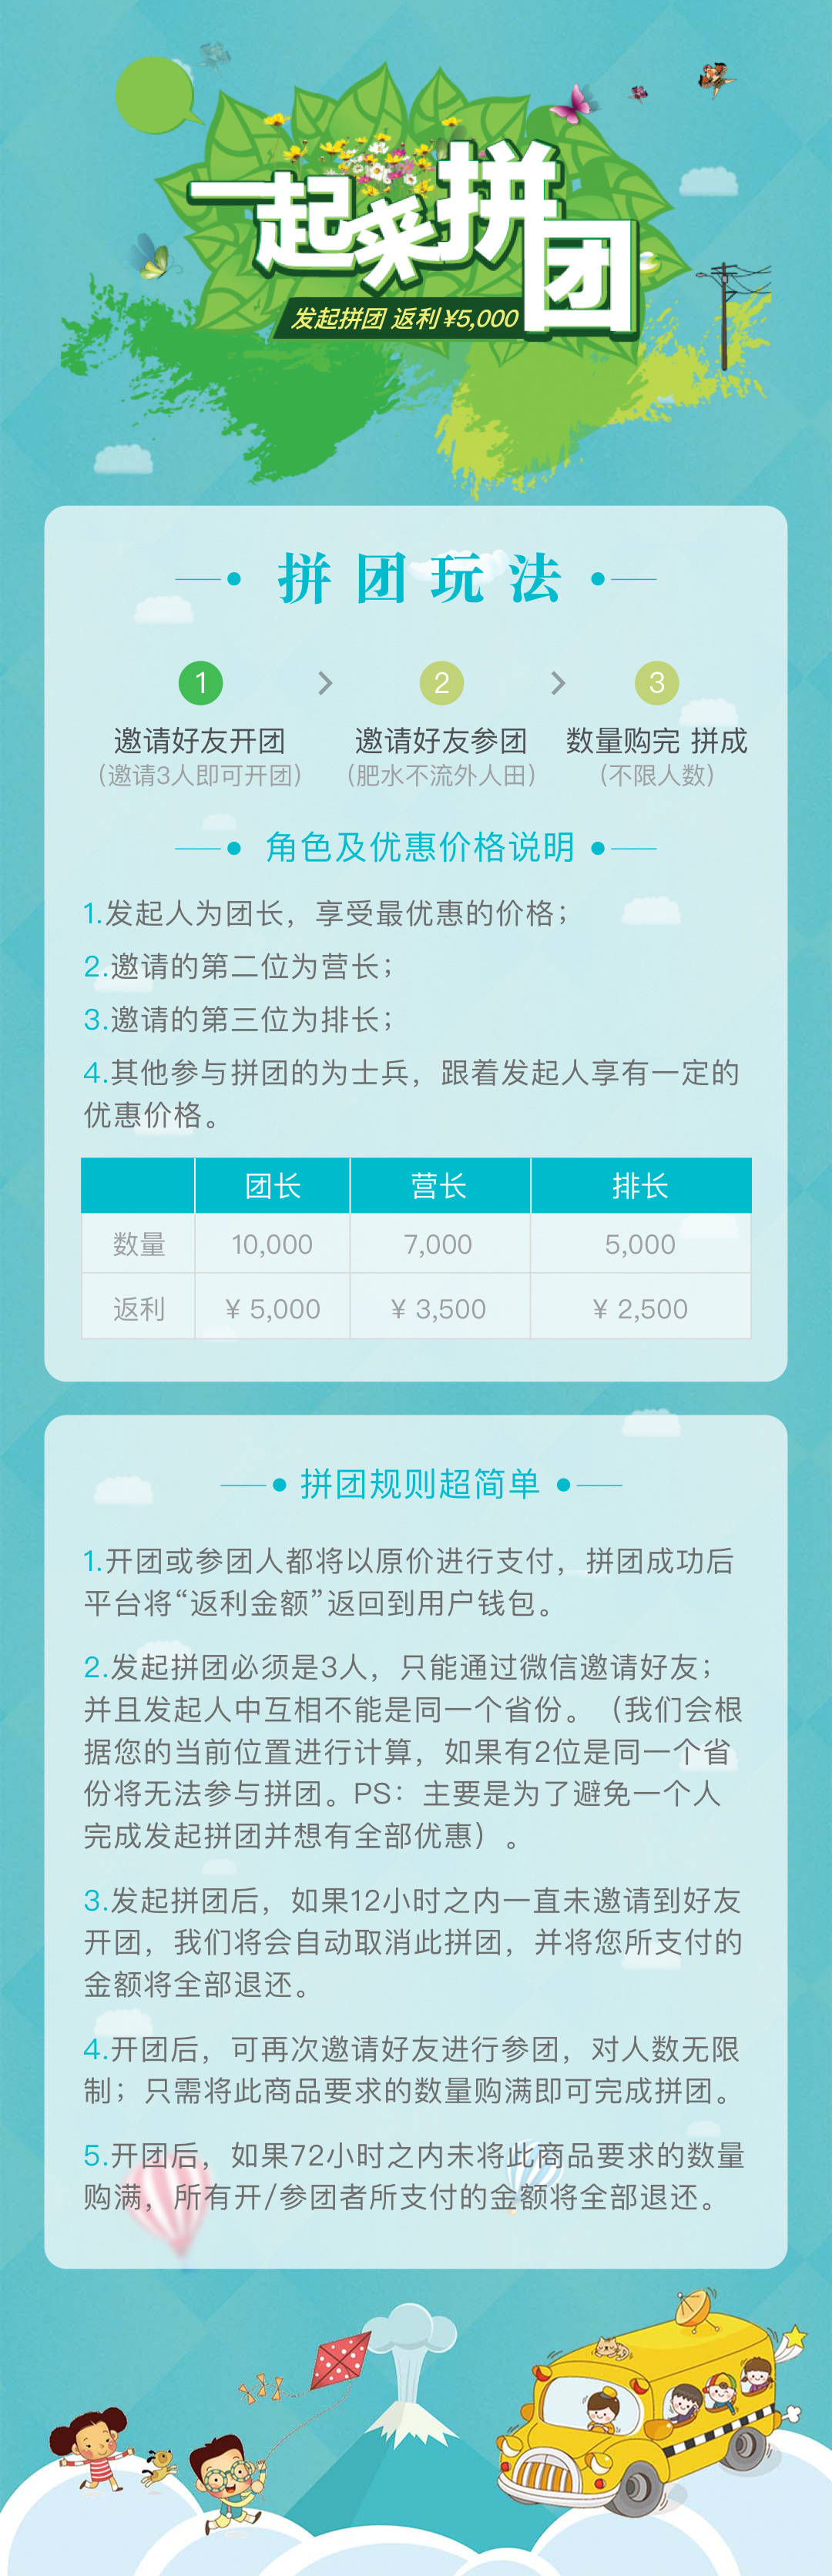 一起来拼团
发起拼团 返利 ¥5,000
拼团玩法
1 > 2 > 3
邀请好友开团 邀请好友参团 数量购完 拼成
（邀请3人即可开团） （肥水不流外人田） （不限人数）
角色及优惠价格说明
1.发起人为团长，享受最优惠的价格；
2.邀请的第二位为营长；
3.邀请的第三位为排长；
4.其他参与拼团的为士兵，跟着发起人享有一定的
优惠价格。
团长 营长 排长
数量 10,000 7,000 5,000
返利 ¥ 5,000 ¥ 3,500 ¥ 2,500
拼团规则超简单
1.开团或参团人都将以原价进行支付，拼团成功后
平台将“返利金额”返回到用户钱包。
2.发起拼团必须是3人，只能通过微信邀请好友；
并且发起人中互相不能是同一个省份。（我们会根
据您的当前位置进行计算，如果有2位是同一个省
份将无法参与拼团。PS：主要是为了避免一个人
完成发起拼团并想有全部优惠）。
3.发起拼团后，如果12小时之内一直未邀请到好友
开团，我们将会自动取消此拼团，并将您所支付的
金额将全部退还。
4.开团后，可再次邀请好友进行参团，对人数无限
制；只需将此商品要求的数量购满即可完成拼团。
5.开团后，如果72小时之内未将此商品要求的数量
购满，所有开/参团者所支付的金额将全部退还。